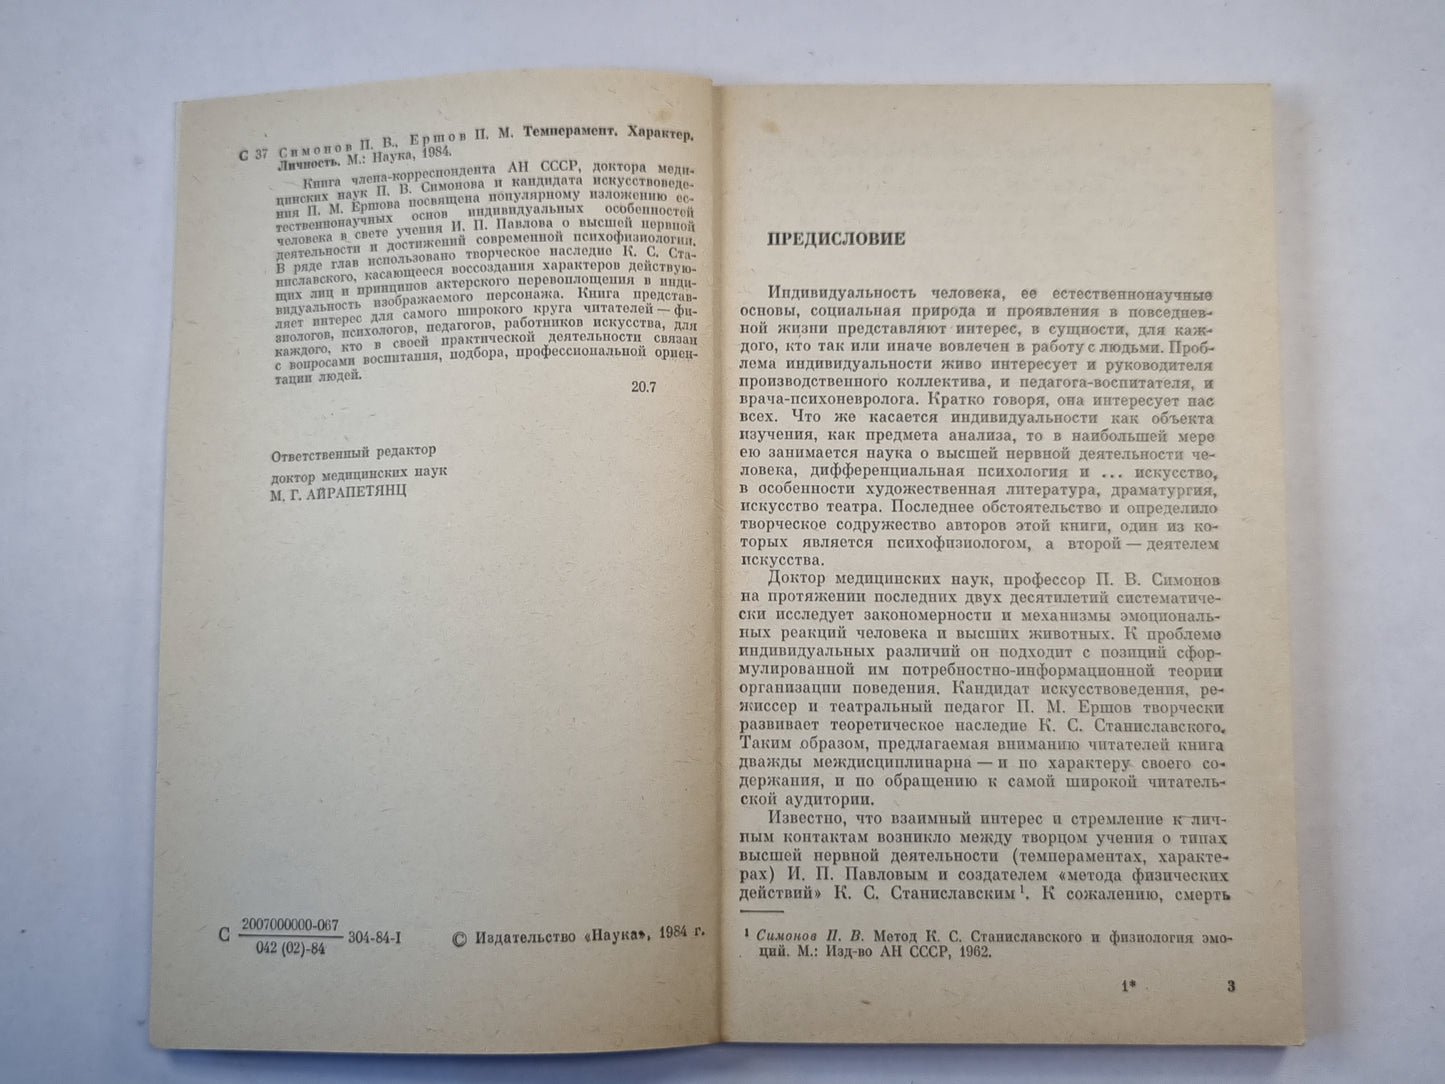 С 37 Симонов П. В., Ершов П. М. Темперамент. Характер.
Личность. М.: Наука, 1984.
Книга члена-корреспондента АН СССР, доктора меди-
цинских наук П. В. Симонова и кандидата искусствоведе-
ния П. М. Ершова посвящена популярному изложению ес-
тественнонаучных основ индивидуальных особенностей
человека в свете учения И. П. Павлова о высшей нервной
деятельности и достижений современной психофизиологии.
В ряде глав использовано творческое наследие К. С. Ста-
ниславского, касающееся воссоздания характеров действую-
щих лиц и принципов актерского перевоплощения в инди-
видуальность изображаемого персонажа. Книга представ-
ляет интерес для самого широкого круга читателей — фи-
зиологов, психологов, педагогов, работников искусства, для
каждого, кто в своей практической деятельности связан
с вопросами воспитания, подбора, профессиональной ориен-
тации людей.
20.7
Ответственный редактор
доктор медицинских наук
М. Г. АЙРАПЕТЯНЦ
С 2007000000-067
042 (02)-84 304-84-I
© Издательство «Наука», 1984 г.
ПРЕДИСЛОВИЕ
Индивидуальность человека, ее естественнонаучные
основы, социальная природа и проявления в повседнев-
ной жизни представляют интерес, в сущности, для каж-
дого, кто так или иначе вовлечен в работу с людьми. Проб-
лема индивидуальности живо интересует и руководителя
производственного коллектива, и педагога-воспитателя, и
врача-психоневролога. Кратко говоря, она интересует нас
всех. Что же касается индивидуальности как объекта
изучения, как предмета анализа, то в наибольшей мере
ею занимается наука о высшей нервной деятельности че-
ловека, дифференциальная психология и ... искусство,
в особенности художественная литература, драматургия,
искусство театра. Последнее обстоятельство и определило
творческое содружество авторов этой книги, один из ко-
торых является психофизиологом, а второй — деятелем
искусства.
Доктор медицинских наук, профессор П. В. Симонов
на протяжении последних двух десятилетий систематиче-
ски исследует закономерности и механизмы эмоциональ-
ных реакций человека и высших животных. К проблеме
индивидуальных различий он подходит с позиций сфор-
мулированной им потребностно-информационной теории
организации поведения. Кандидат искусствоведения, ре-
жиссер и театральный педагог П. М. Ершов творчески
развивает теоретическое наследие К. С. Станиславского.
Таким образом, предлагаемая вниманию читателей книга
дважды междисциплинарна — и по характеру своего со-
держания, и по обращению к самой широкой читатель-
ской аудитории.
Известно, что взаимный интерес и стремление к лич-
ным контактам возникло между творцом учения о типах
высшей нервной деятельности (темпераментах, характе-
рах) И. П. Павловым и создателем «метода физических
действий» К. С. Станиславским¹. К сожалению, смерть
¹ Симонов П. В. Метод К. С. Станиславского и физиология эмо-
ций. М.: Изд-во АН СССР, 1962.
1* 3